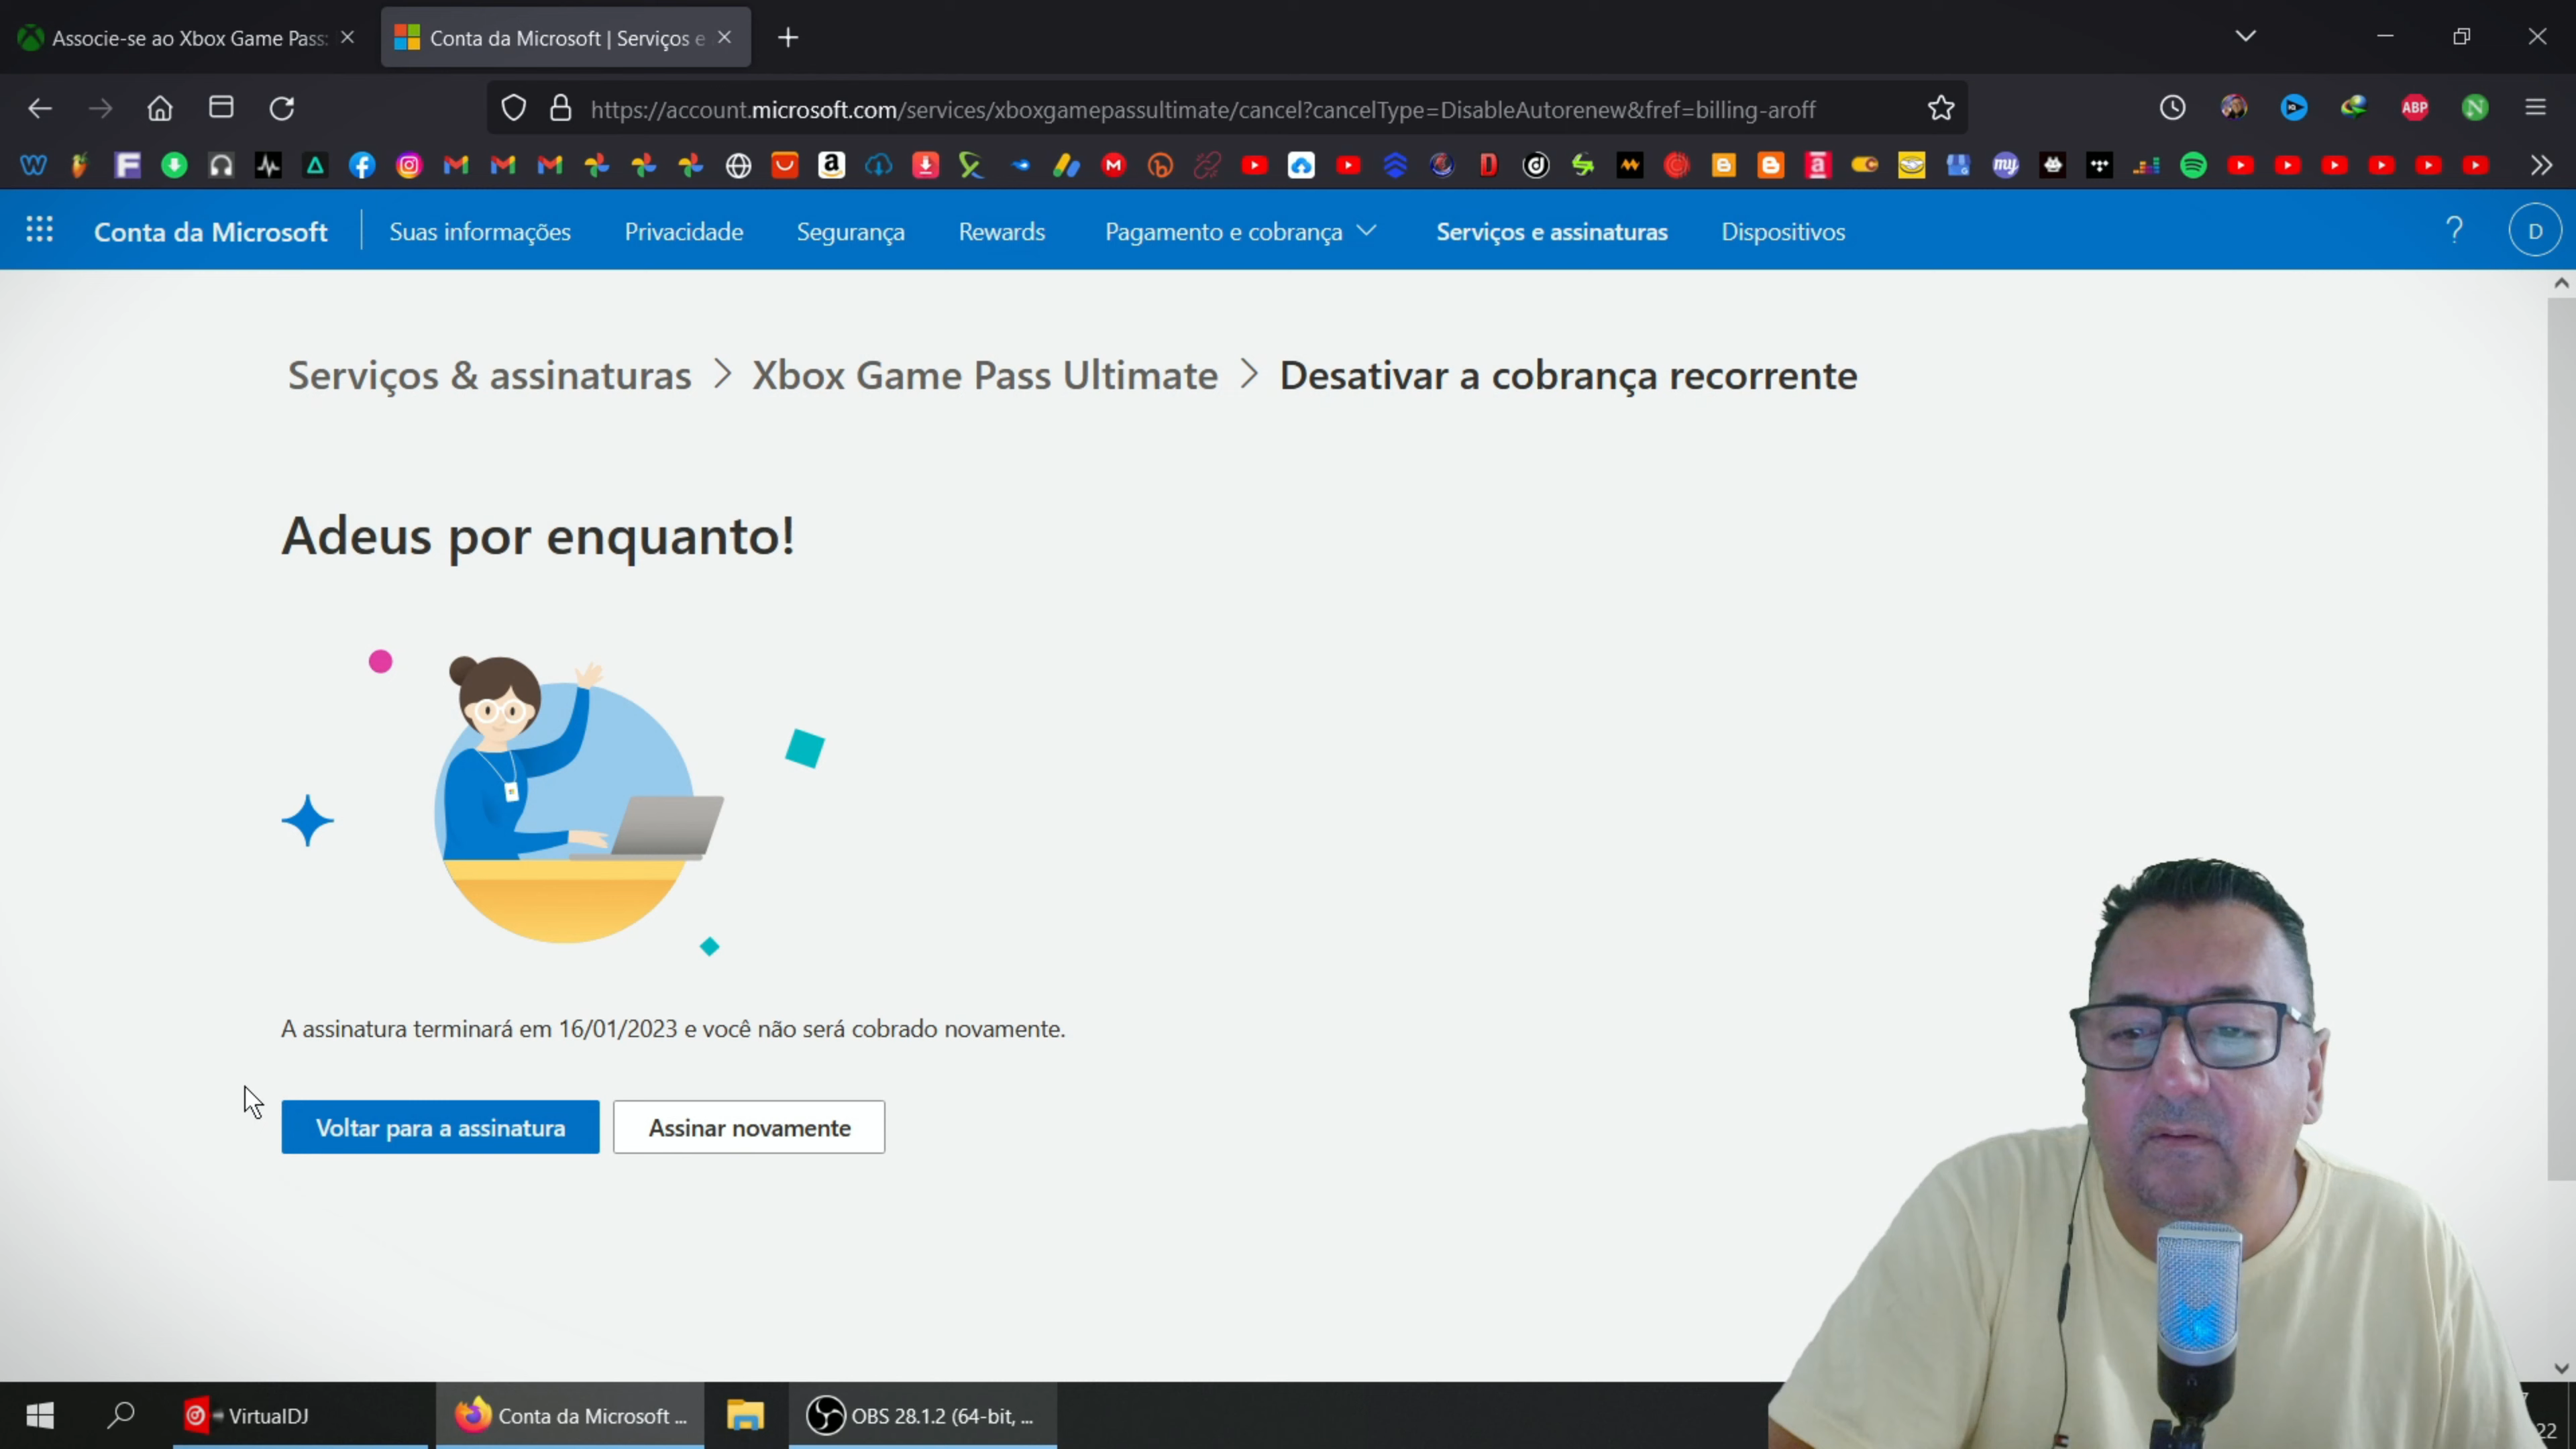 Associe-se ao Xbox Game Pass:
Conta da Microsoft | Serviços e
https://account.microsoft.com/services/xboxgamepassultimate/cancel?cancelType=DisableAutorenew&fref=billing-aroff
ABP
N
Conta da Microsoft
Suas informações
Privacidade
Segurança
Rewards
Pagamento e cobrança
Serviços e assinaturas
Dispositivos
?
D
Serviços & assinaturas > Xbox Game Pass Ultimate > Desativar a cobrança recorrente
Adeus por enquanto!
A assinatura terminará em 16/01/2023 e você não será cobrado novamente.
Voltar para a assinatura
Assinar novamente
VirtualDJ
Conta da Microsoft ...
OBS 28.1.2 (64-bit, ...
22